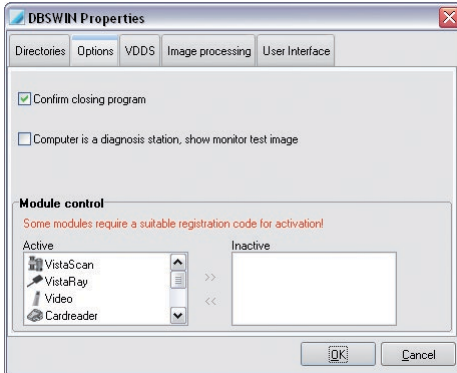 DBSWIN Properties
Directories Options VDDS Image processing User Interface
Confirm closing program
Computer is a diagnosis station, show monitor test image
Module control
Some modules require a suitable registration code for activation!
Active Inactive
VistaScan
VistaRay
Video
Cardreader
>>
<<
OK Cancel